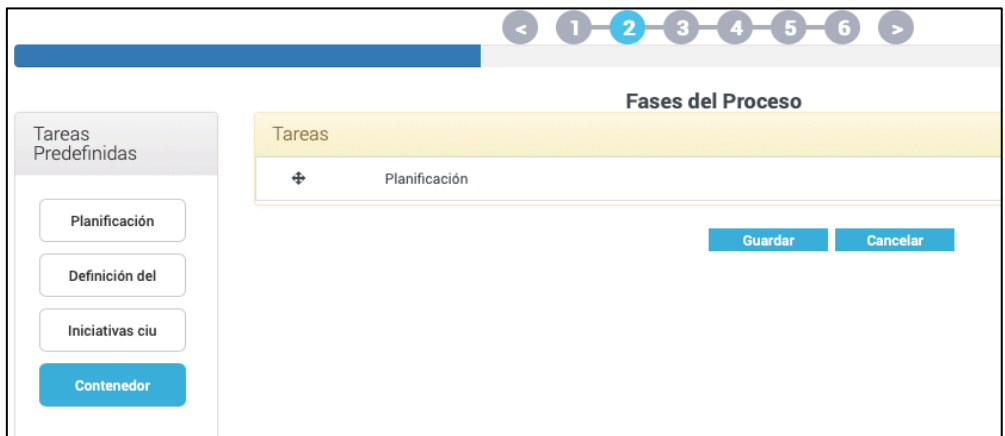 < 1 2 3 4 5 6 >
Fases del Proceso
Tareas
Predefinidas
Planificación
Definición del
Iniciativas ciu
Contenedor
Tareas
Planificación
Guardar Cancelar